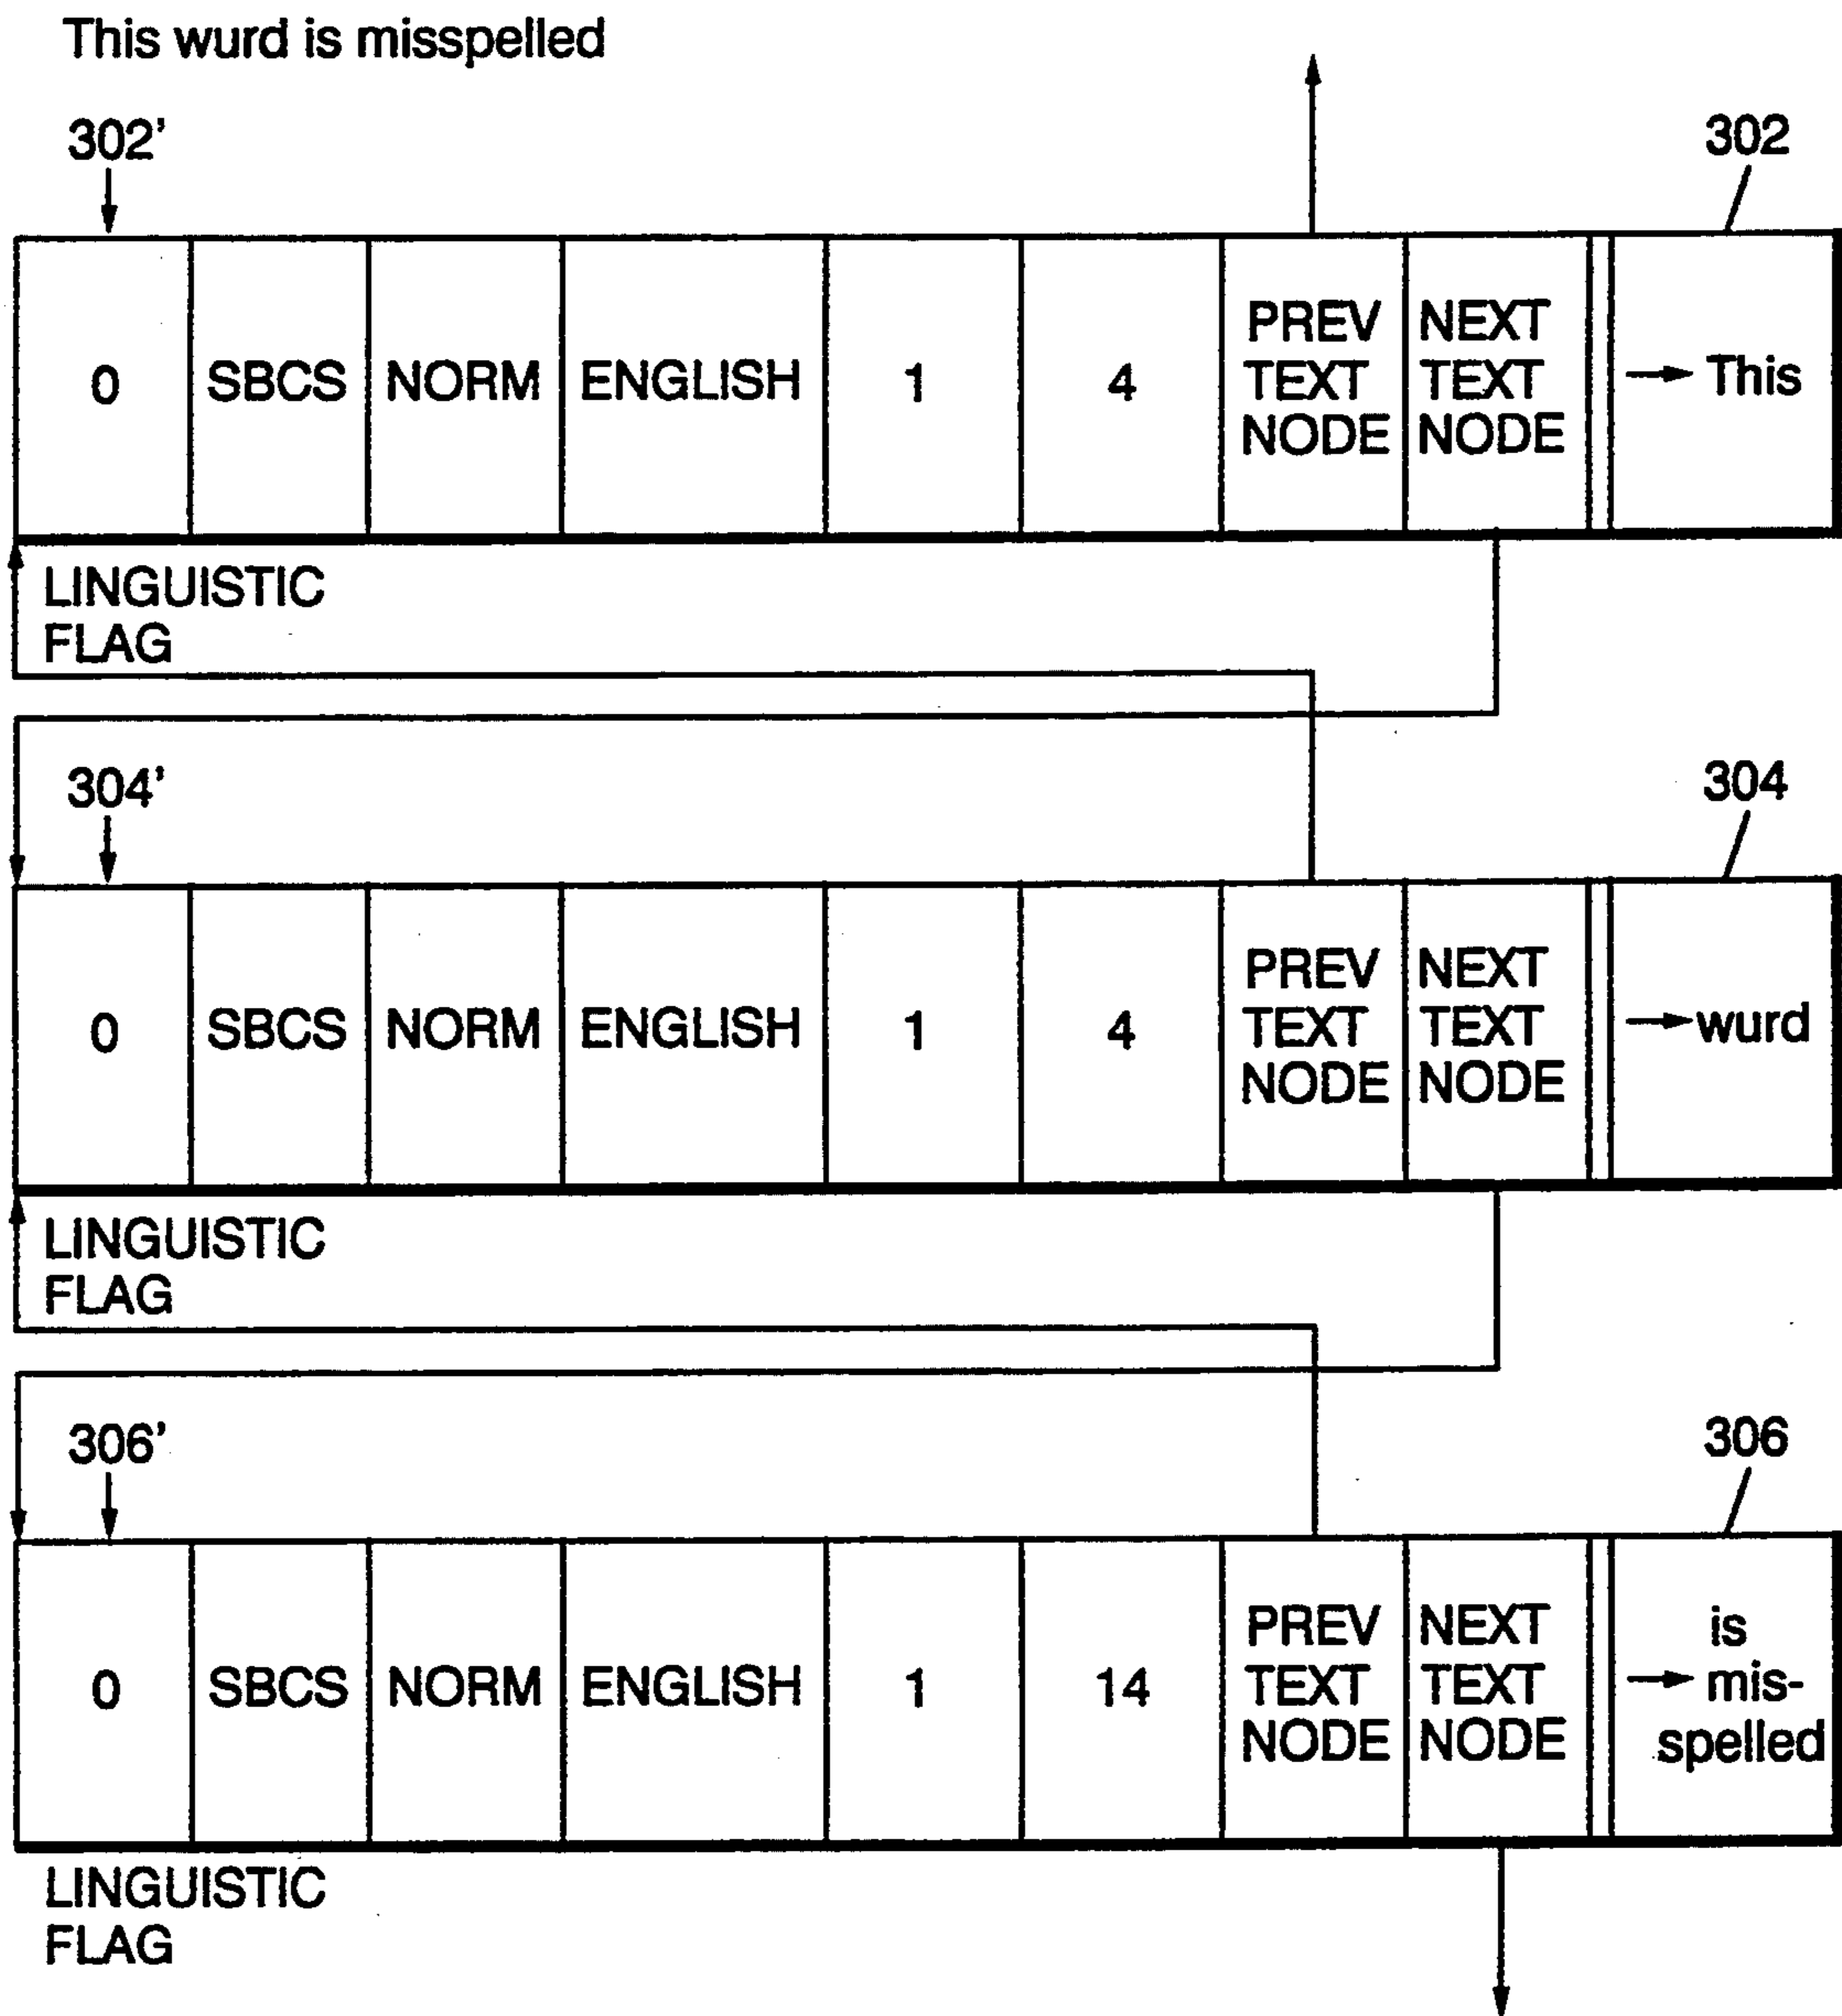 This wurd is misspelled
302'
302
0 SBCS NORM ENGLISH 1 4 PREV TEXT NODE NEXT TEXT NODE This
LINGUISTIC
FLAG
304'
304
0 SBCS NORM ENGLISH 1 4 PREV TEXT NODE NEXT TEXT NODE wurd
LINGUISTIC
FLAG
306'
306
0 SBCS NORM ENGLISH 1 14 PREV TEXT NODE NEXT TEXT NODE is mis-spelled
LINGUISTIC
FLAG